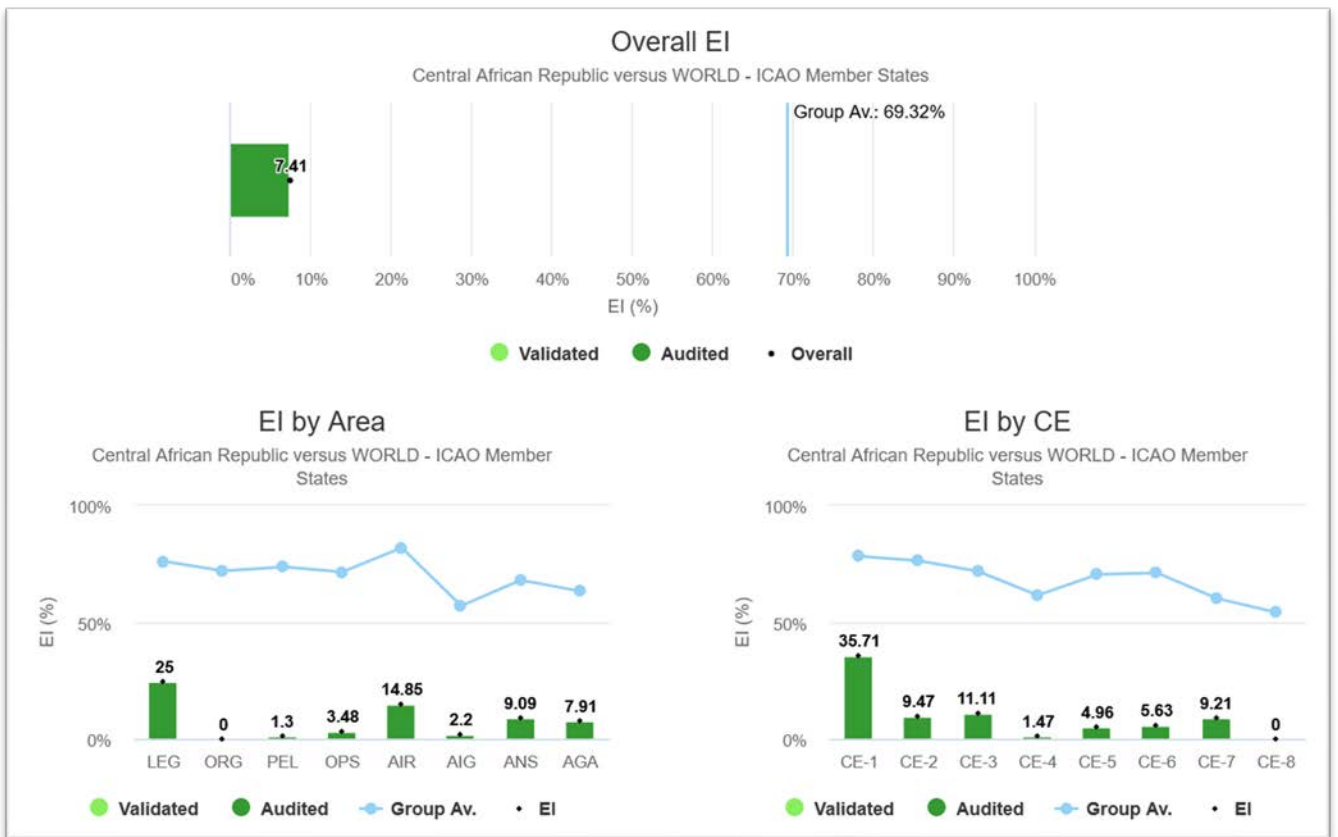 Overall EI
Central African Republic versus WORLD - ICAO Member States
Group Av.: 69.32%
7.41
0% 10% 20% 30% 40% 50% 60% 70% 80% 90% 100%
EI (%)
Validated Audited Overall
EI by Area
Central African Republic versus WORLD - ICAO Member
States
100%
50%
0%
EI (%)
25 0 1.3 3.48 14.85 2.2 9.09 7.91
LEG ORG PEL OPS AIR AIG ANS AGA
Validated Audited Group Av. EI
EI by CE
Central African Republic versus WORLD - ICAO Member
States
100%
50%
0%
EI (%)
35.71 9.47 11.11 1.47 4.96 5.63 9.21 0
CE-1 CE-2 CE-3 CE-4 CE-5 CE-6 CE-7 CE-8
Validated Audited Group Av. EI